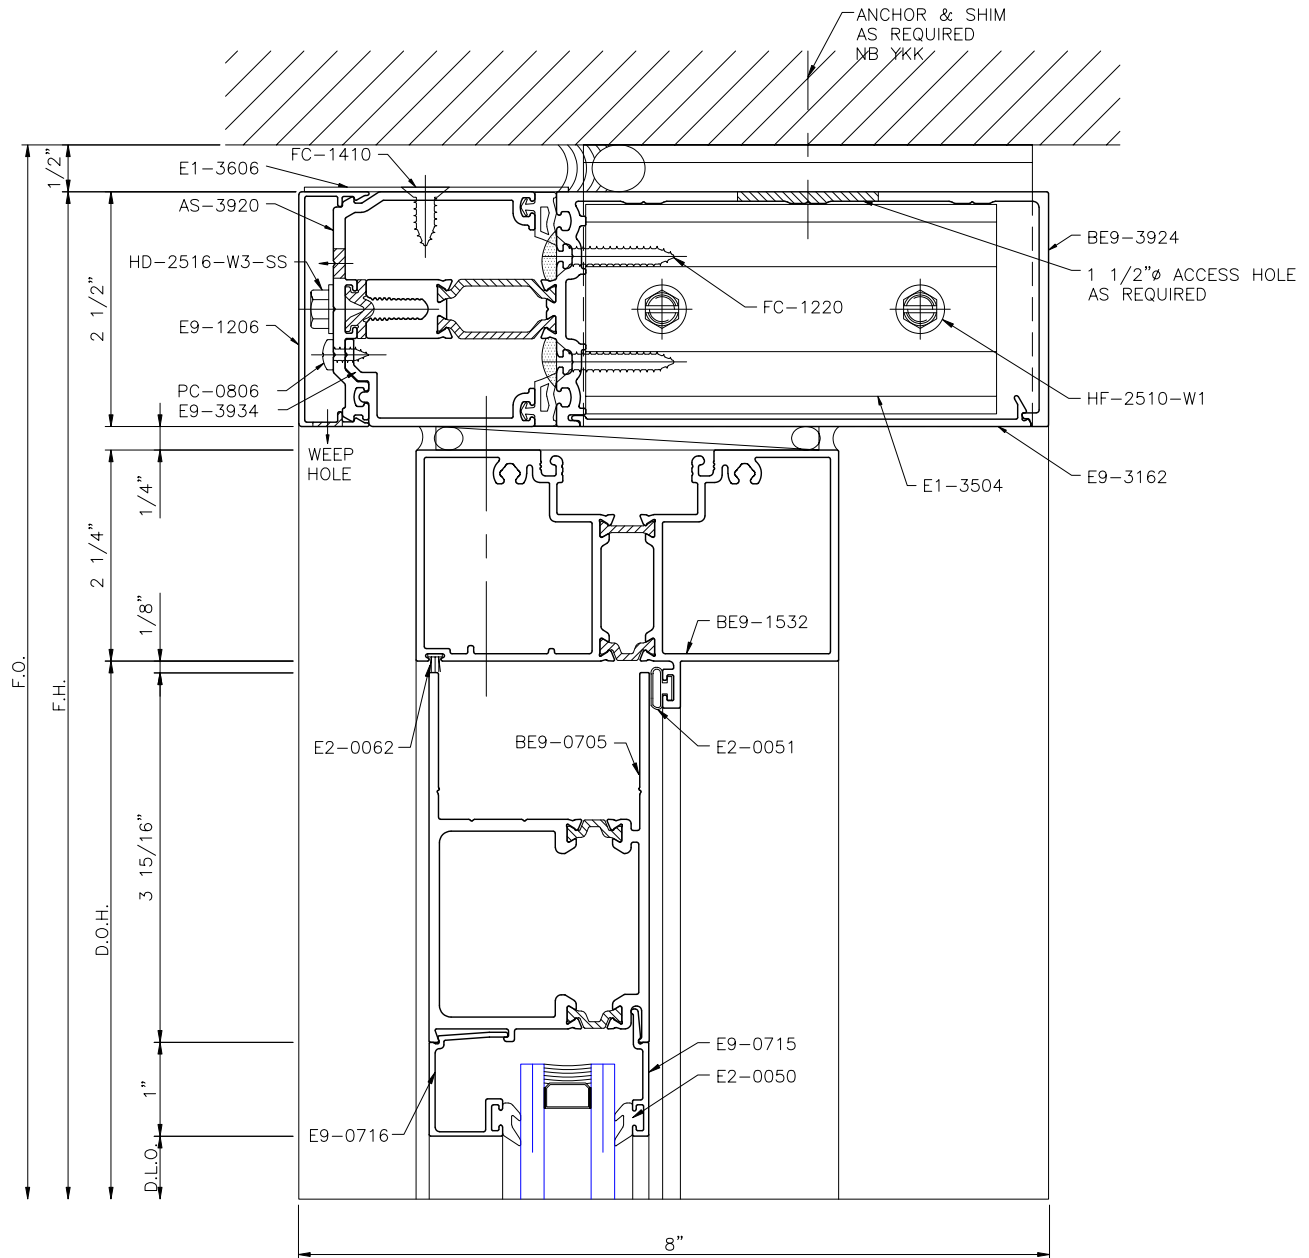 ANCHOR & SHIM
AS REQUIRED
NB YKK
1/2"
FC-1410
E1-3606
AS-3920
HD-2516-W3-SS
BE9-3924
1 1/2"ø ACCESS HOLE
AS REQUIRED
FC-1220
2 1/2"
E9-1206
PC-0806
E9-3934
HF-2510-W1
WEEP
HOLE
E1-3504
E9-3162
1/4"
2 1/4"
1/8"
BE9-1532
F.O.
F.H.
E2-0062
BE9-0705
E2-0051
3 15/16"
D.O.H.
E9-0715
E2-0050
1"
E9-0716
D.L.O.
8"